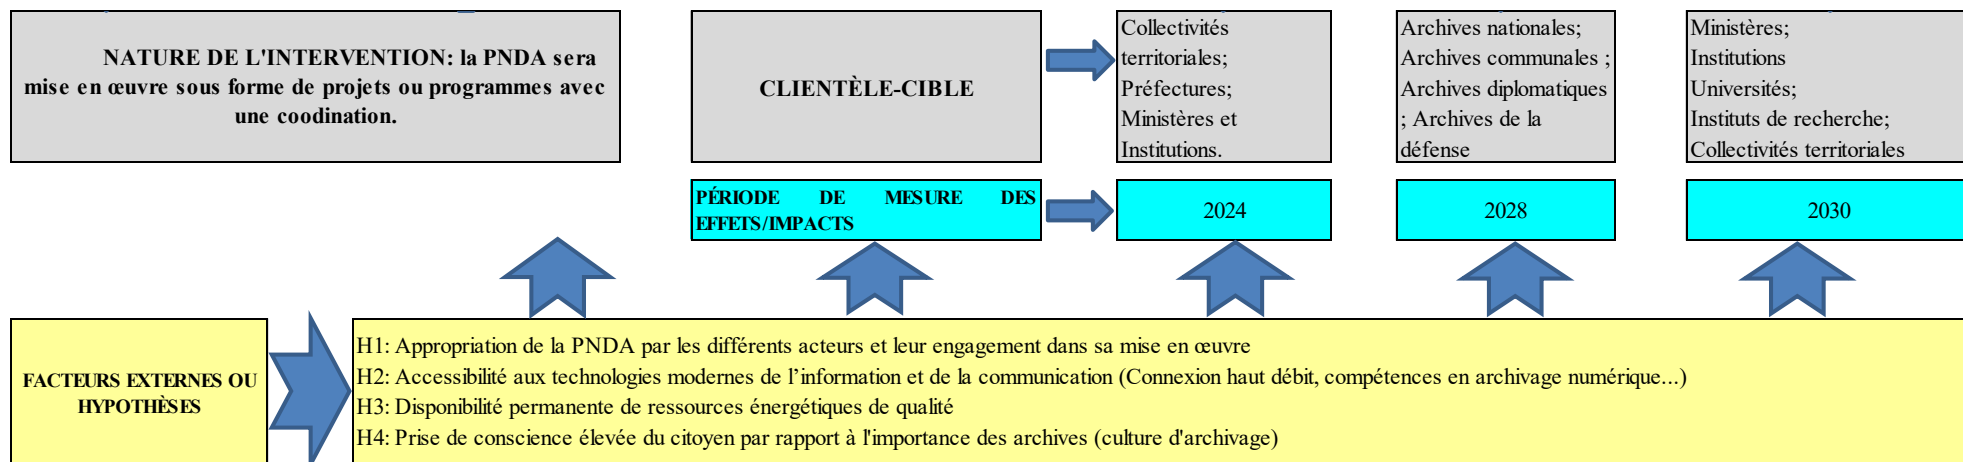 NATURE DE L'INTERVENTION: la PNDA sera
mise en œuvre sous forme de projets ou programmes avec
une coodination.
CLIENTÈLE-CIBLE
Collectivités
territoriales;
Préfectures;
Ministères et
Institutions.
Archives nationales;
Archives communales ;
Archives diplomatiques
; Archives de la
défense
Ministères;
Institutions
Universités;
Instituts de recherche;
Collectivités territoriales
PÉRIODE DE MESURE DES
EFFETS/IMPACTS
2024
2028
2030
FACTEURS EXTERNES OU
HYPOTHÈSES
H1: Appropriation de la PNDA par les différents acteurs et leur engagement dans sa mise en œuvre
H2: Accessibilité aux technologies modernes de l’information et de la communication (Connexion haut débit, compétences en archivage numérique...)
H3: Disponibilité permanente de ressources énergétiques de qualité
H4: Prise de conscience élevée du citoyen par rapport à l'importance des archives (culture d'archivage)